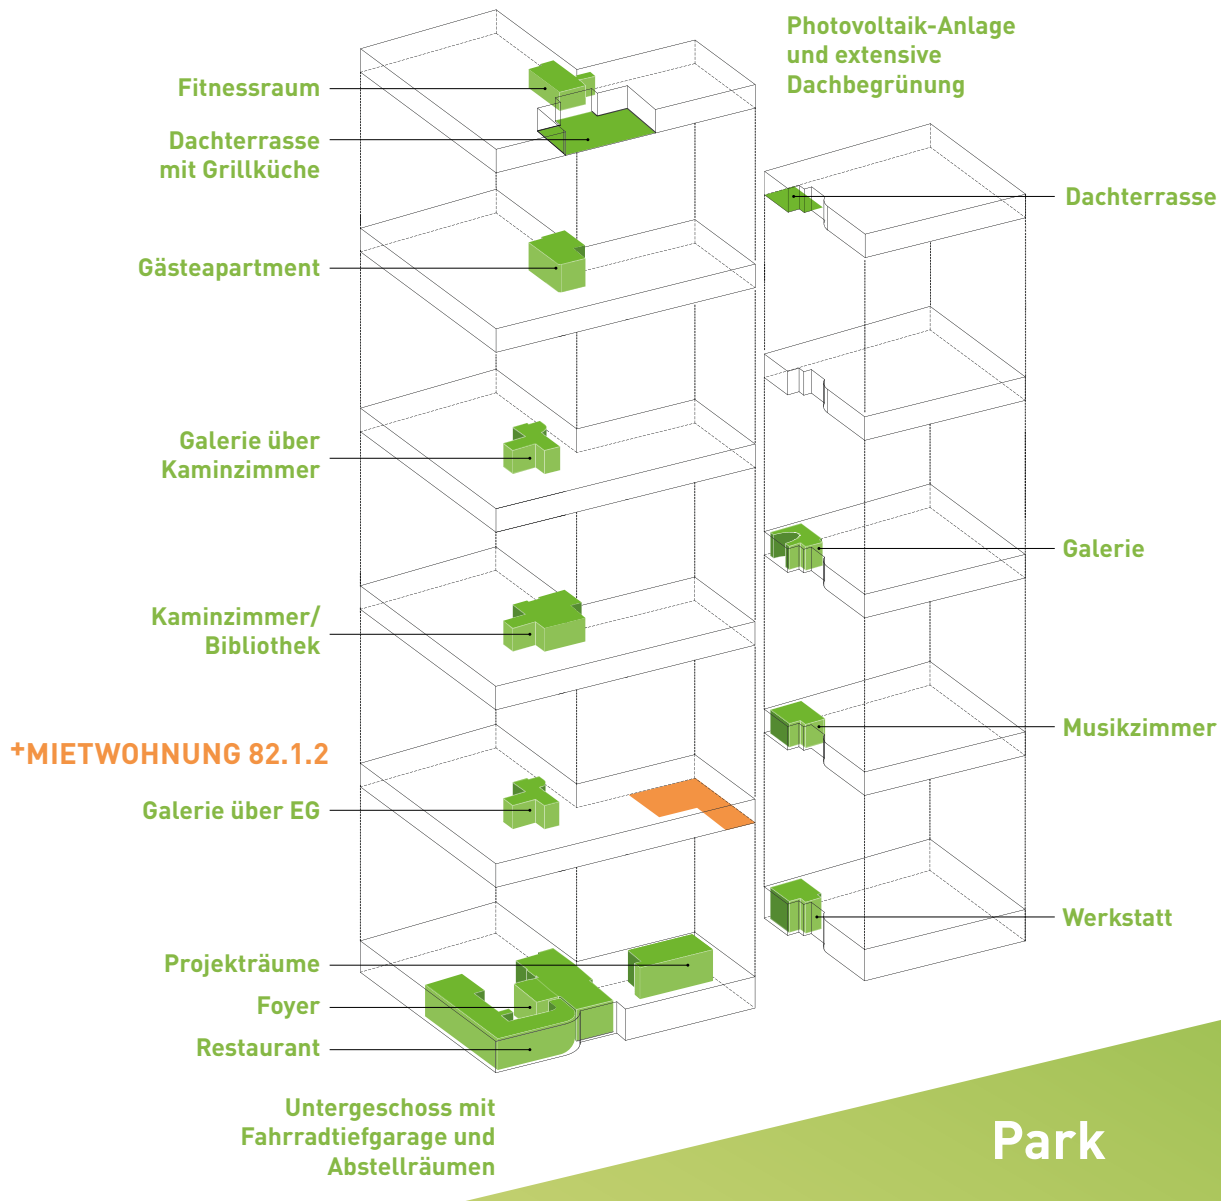 Photovoltaik-Anlage
und extensive
Dachbegrünung
Fitnessraum
Dachterrasse
mit Grillküche
Gästeapartment
Galerie über
Kaminzimmer
Kaminzimmer/
Bibliothek
+MIETWOHNUNG 82.1.2
Galerie über EG
Projekträume
Foyer
Restaurant
Untergeschoss mit
Fahrradtiefgarage und
Abstellräumen
Dachterrasse
Galerie
Musikzimmer
Werkstatt
Park